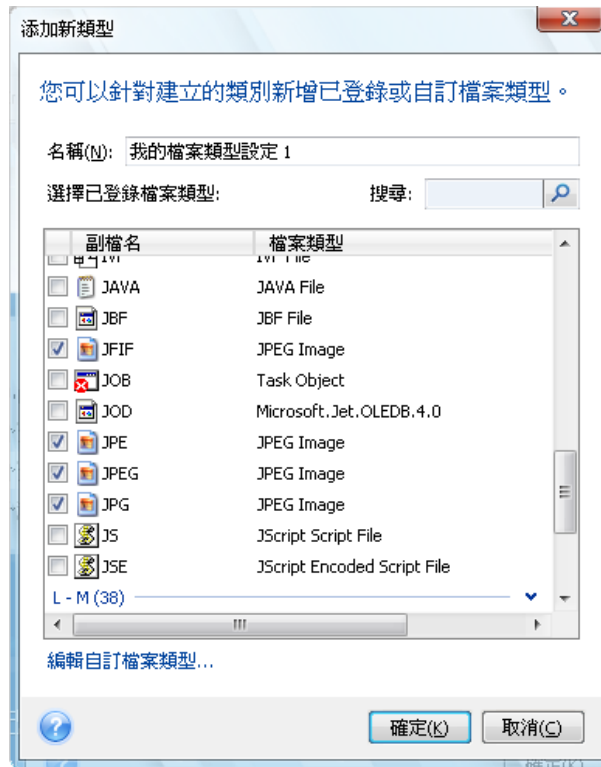 添加新類型
您可以針對建立的類別新增已登錄或自訂檔案類型。
名稱(N): 我的檔案類型設定 1
選擇已登錄檔案類型: 搜尋:
副檔名 檔案類型
IVF IVF File
JAVA JAVA File
JBF JBF File
JFIF JPEG Image
JOB Task Object
JOD Microsoft.Jet.OLEDB.4.0
JPE JPEG Image
JPEG JPEG Image
JPG JPEG Image
JS JScript Script File
JSE JScript Encoded Script File
L - M (38)
編輯自訂檔案類型...
確定(K) 取消(C)
確定(K)